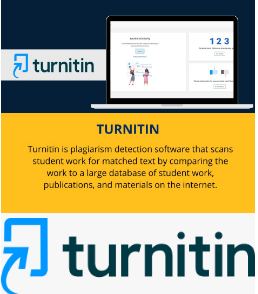 turnitin
1 2 3
TURNITIN
Turnitin is plagiarism detection software that scans
student work for matched text by comparing the
work to a large database of student work,
publications, and materials on the internet.
turnitin